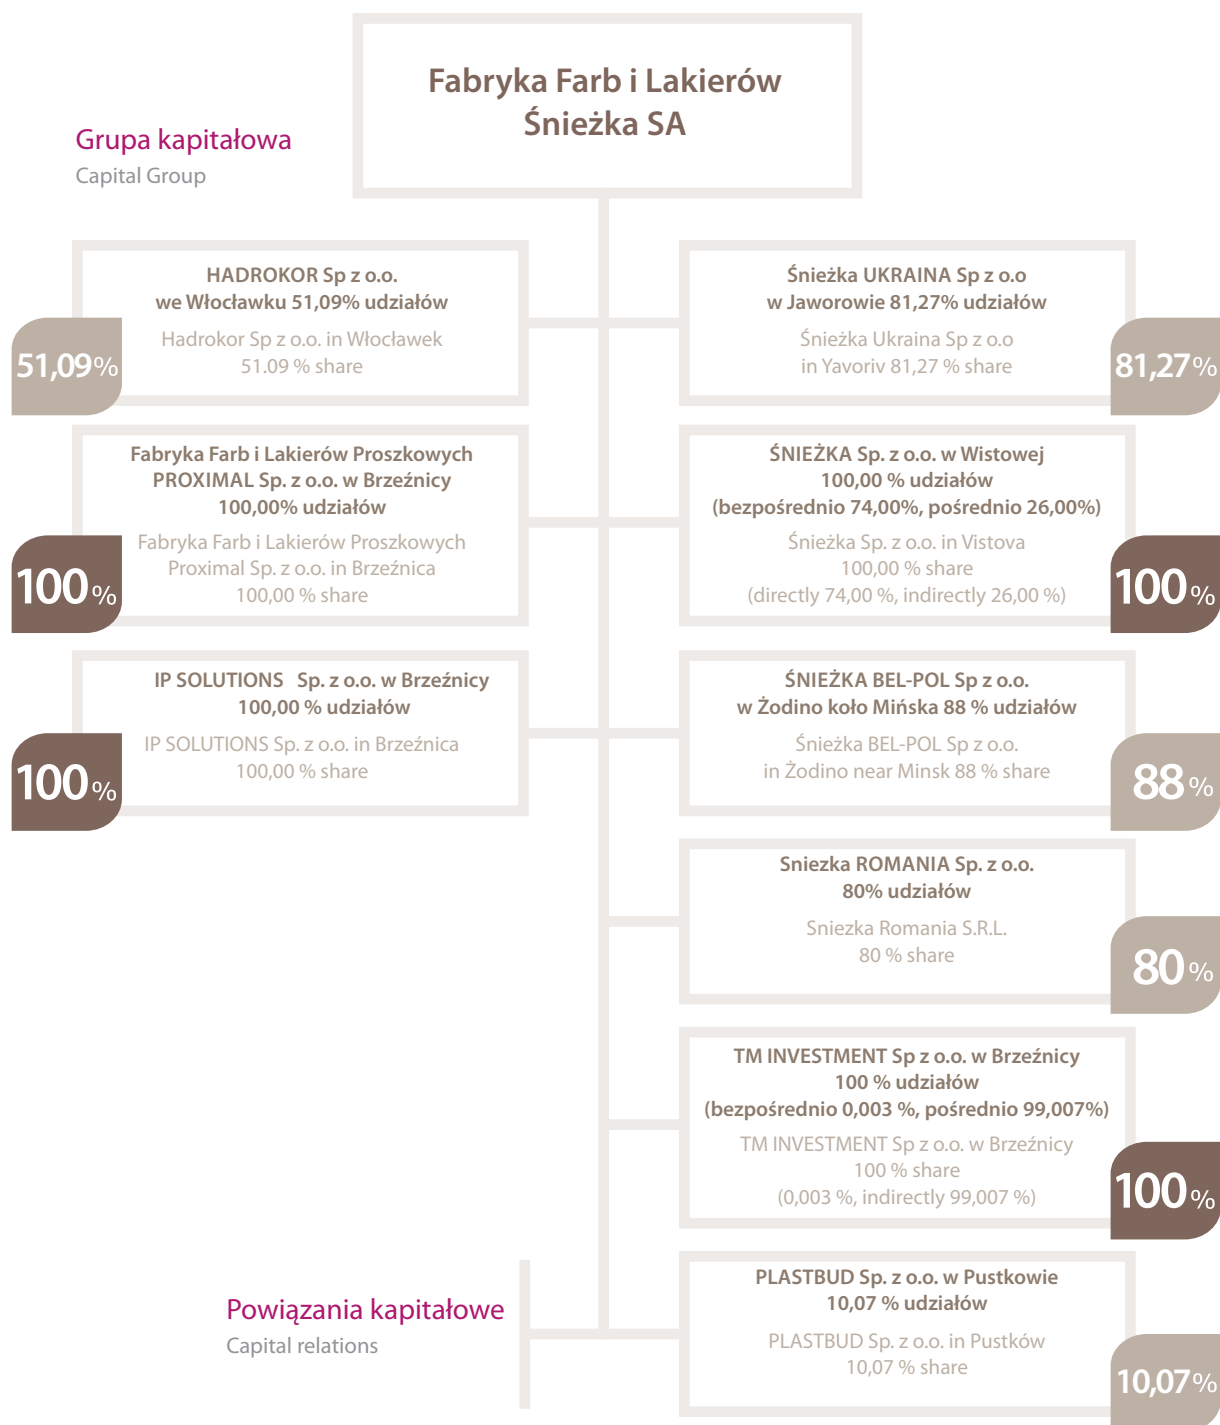 Fabryka Farb i Lakierów
Śnieżka SA
Grupa kapitałowa
Capital Group
HADROKOR Sp z o.o.
we Włocławku 51,09% udziałów
Hadrokor Sp z o.o. in Włocławek
51.09 % share
51,09%
Śnieżka UKRAINA Sp z o.o
w Jaworowie 81,27% udziałów
Śnieżka Ukraina Sp z o.o
in Yavoriv 81,27 % share
81,27%
Fabryka Farb i Lakierów Proszkowych
PROXIMAL Sp. z o.o. w Brzeźnicy
100,00% udziałów
Fabryka Farb i Lakierów Proszkowych
Proximal Sp. z o.o. in Brzeźnica
100,00 % share
100%
ŚNIEŻKA Sp. z o.o. w Wistowej
100,00 % udziałów
(bezpośrednio 74,00%, pośrednio 26,00%)
Śnieżka Sp. z o.o. in Vistova
100,00 % share
(directly 74,00 %, indirectly 26,00 %)
100%
IP SOLUTIONS Sp. z o.o. w Brzeźnicy
100,00 % udziałów
IP SOLUTIONS Sp. z o.o. in Brzeźnica
100,00 % share
100%
ŚNIEŻKA BEL-POL Sp z o.o.
w Żodino koło Mińska 88 % udziałów
Śnieżka BEL-POL Sp z o.o.
in Żodino near Minsk 88 % share
88%
Sniezka ROMANIA Sp. z o.o.
80% udziałów
Sniezka Romania S.R.L.
80 % share
80%
TM INVESTMENT Sp z o.o. w Brzeźnicy
100 % udziałów
(bezpośrednio 0,003 %, pośrednio 99,007%)
TM INVESTMENT Sp z o.o. w Brzeźnicy
100 % share
(0,003 %, indirectly 99,007 %)
100%
Powiązania kapitałowe
Capital relations
PLASTBUD Sp. z o.o. w Pustkowie
10,07 % udziałów
PLASTBUD Sp. z o.o. in Pustków
10,07 % share
10,07%